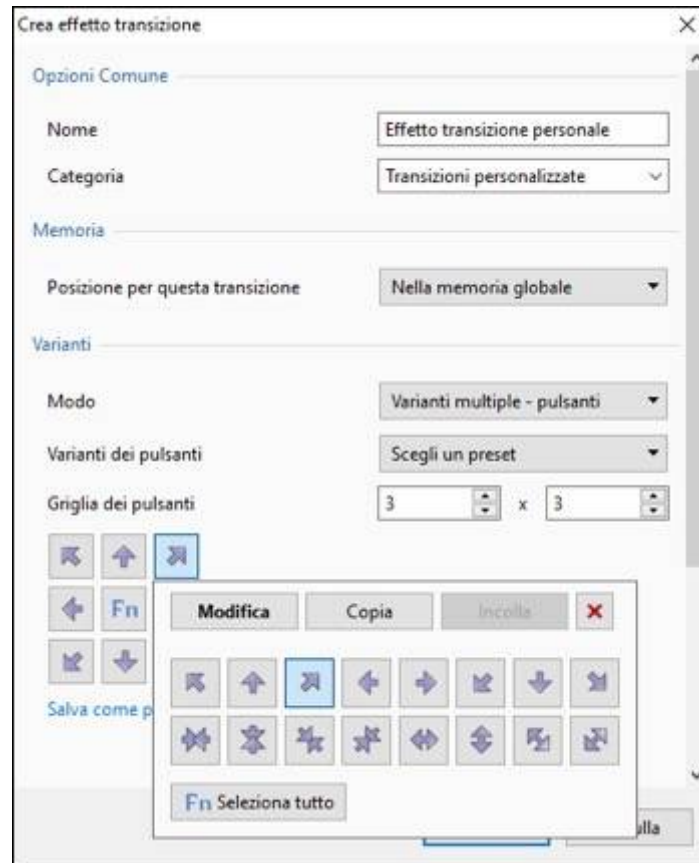 Crea effetto transizione
Opzioni Comune
Nome Effetto transizione personale
Categoria Transizioni personalizzate
Memoria
Posizione per questa transizione Nella memoria globale
Varianti
Modo Varianti multiple - pulsanti
Varianti dei pulsanti Scegli un preset
Griglia dei pulsanti 3 x 3
Modifica Copia Incolla
Fn
Salva come p
Fn Seleziona tutto
ulla